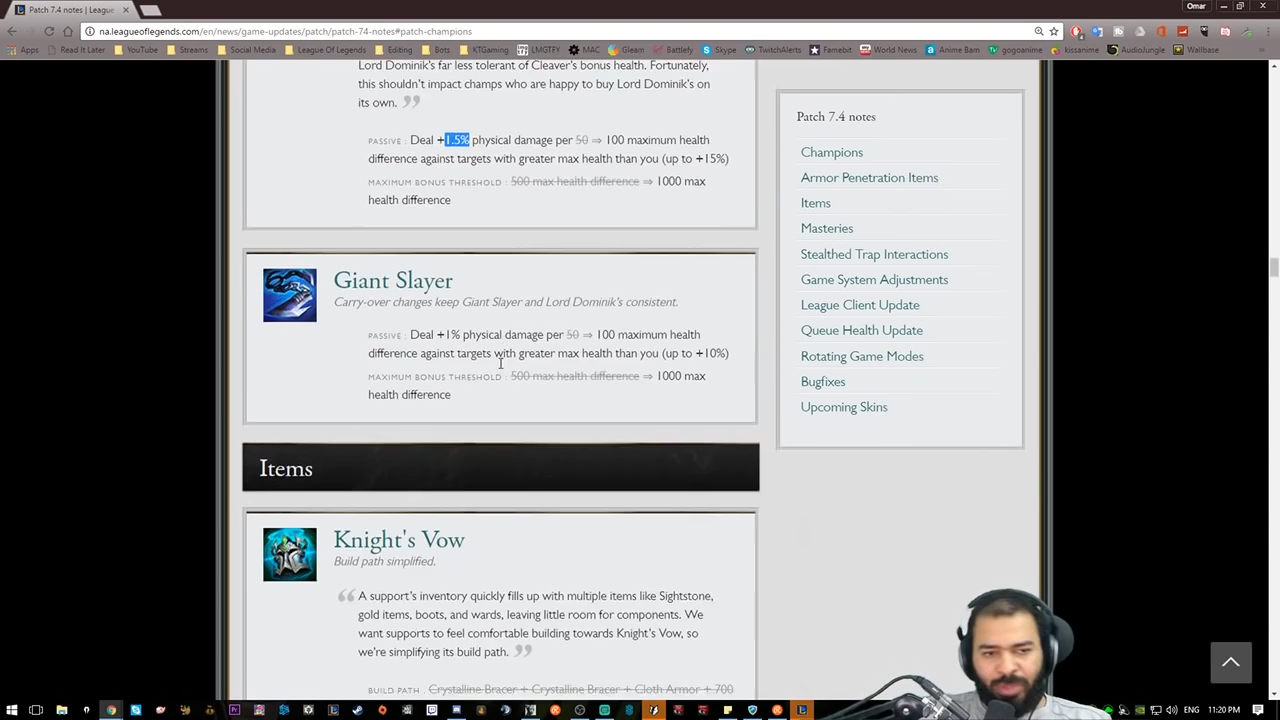 Patch 7.4 notes | League
Omar
na.leagueoflegends.com/en/news/game-updates/patch/patch-74-notes#patch-champions
Apps Read It Later YouTube Streams Social Media League Of Legends Editing Bots KTGaming LMGTFY MAC Gleam Battlefy Skype TwitchAlerts Famebit World News Anime Bam gogoanime kissanime AudioJungle Wallbase
Lord Dominik's far less tolerant of Cleaver's bonus health. Fortunately,
this shouldn't impact champs who are happy to buy Lord Dominik's on
its own.
PASSIVE : Deal +1.5% physical damage per 50 ⇒ 100 maximum health
difference against targets with greater max health than you (up to +15%)
MAXIMUM BONUS THRESHOLD : 500 max health difference ⇒ 1000 max
health difference
Giant Slayer
Carry-over changes keep Giant Slayer and Lord Dominik's consistent.
PASSIVE : Deal +1% physical damage per 50 ⇒ 100 maximum health
difference against targets with greater max health than you (up to +10%)
MAXIMUM BONUS THRESHOLD : 500 max health difference ⇒ 1000 max
health difference
Items
Knight's Vow
Build path simplified.
A support's inventory quickly fills up with multiple items like Sightstone,
gold items, boots, and wards, leaving little room for components. We
want supports to feel comfortable building towards Knight's Vow, so
we're simplifying its build path.
BUILD PATH : Crystalline Bracer + Crystalline Bracer + Cloth Armor + 700
Patch 7.4 notes
Champions
Armor Penetration Items
Items
Masteries
Stealthed Trap Interactions
Game System Adjustments
League Client Update
Queue Health Update
Rotating Game Modes
Bugfixes
Upcoming Skins
ENG 11:20 PM